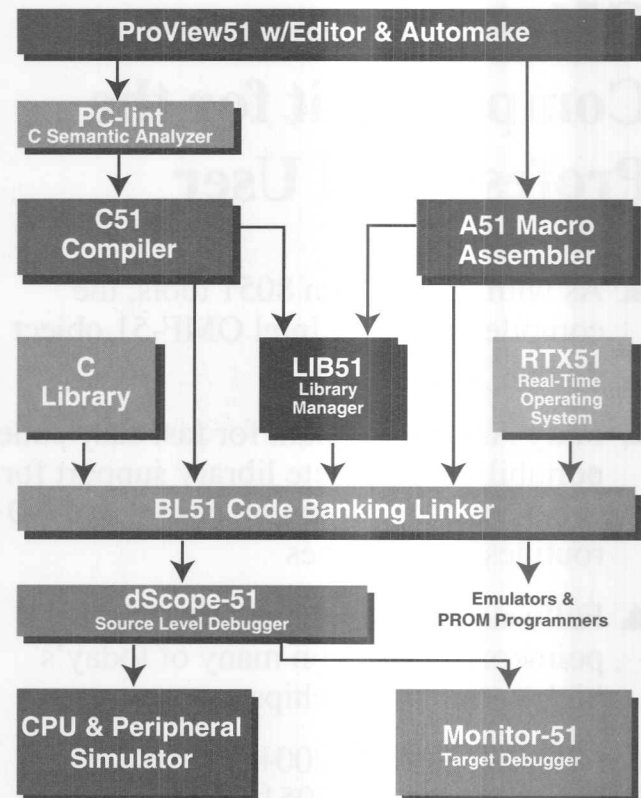 ProView51 w/Editor & Automake
PC-lint
C Semantic Analyzer
C51
Compiler
A51 Macro
Assembler
C
Library
LIB51
Library
Manager
RTX51
Real-Time
Operating
System
BL51 Code Banking Linker
dScope-51
Source Level Debugger
Emulators &
PROM Programmers
CPU & Peripheral
Simulator
Monitor-51
Target Debugger